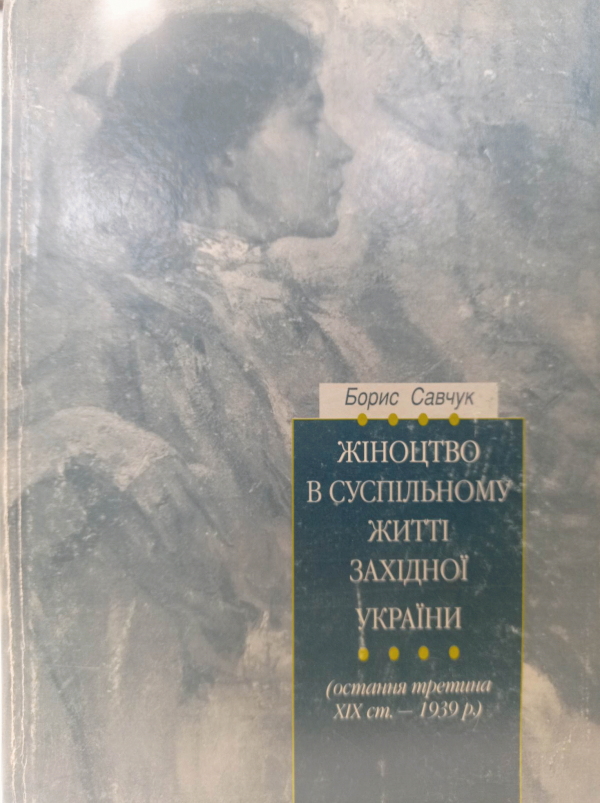 Борис Савчук
ЖІНОЦТВО
В СУСПІЛЬНОМУ
ЖИТТІ
ЗАХІДНОЇ
УКРАЇНИ
(остання третина
XIX ст. — 1939 р.)